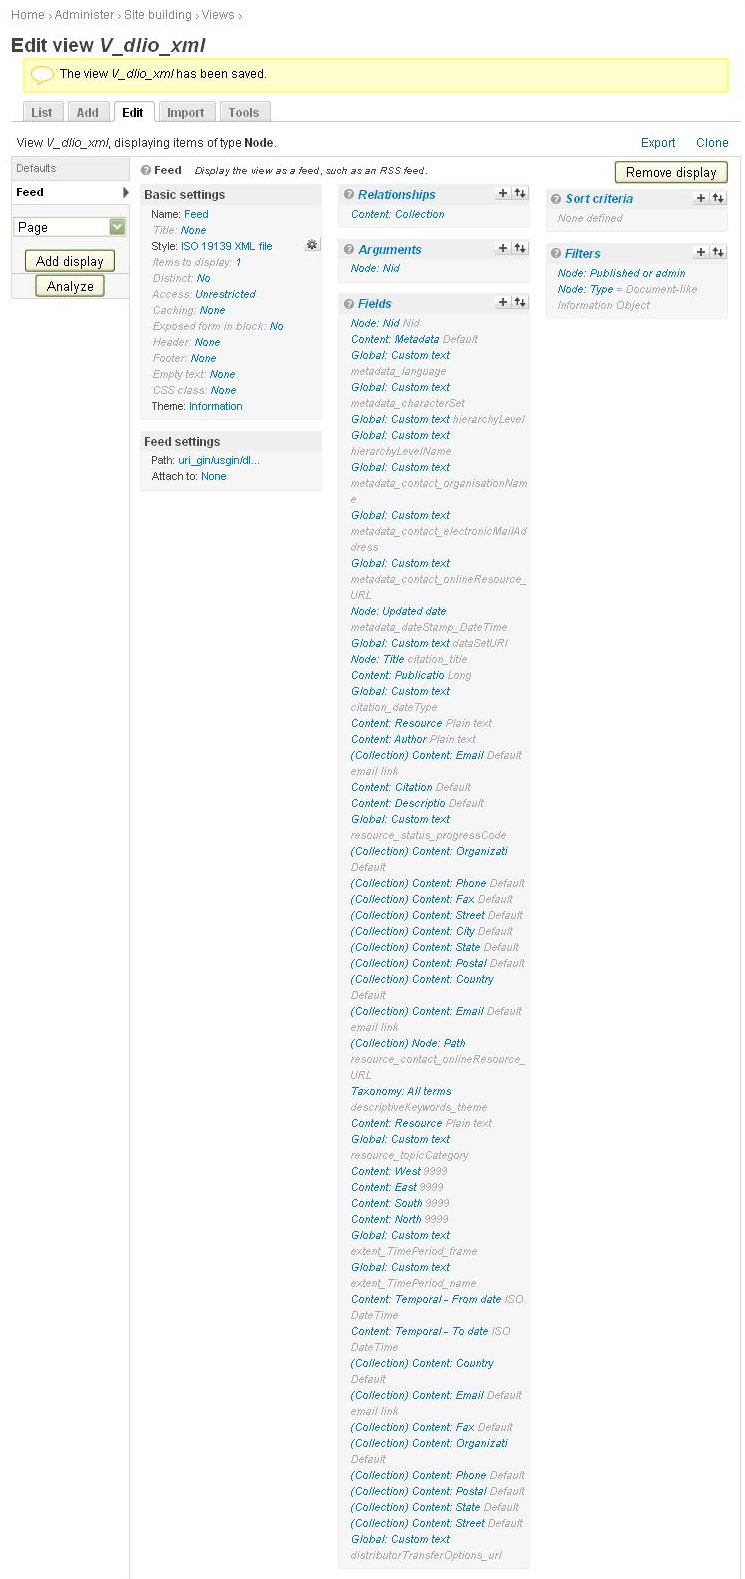 Home › Administer › Site building › Views ›
Edit view V_dlio_xml
The view V_dlio_xml has been saved.
List Add Edit Import Tools
View V_dlio_xml, displaying items of type Node.
Export Clone
Defaults
Feed
Page
Add display
Analyze
Feed Display the view as a feed, such as an RSS feed.
Remove display
Basic settings
Name: Feed
Title: None
Style: ISO 19139 XML file
Items to display: 1
Distinct: No
Access: Unrestricted
Caching: None
Exposed form in block: No
Header: None
Footer: None
Empty text: None
CSS class: None
Theme: Information
Feed settings
Path: uri_gin/usgin/dl...
Attach to: None
Relationships
Content: Collection
Arguments
Node: Nid
Fields
Node: Nid Nid
Content: Metadata Default
Global: Custom text
metadata_language
Global: Custom text
metadata_characterSet
Global: Custom text hierarchyLevel
Global: Custom text
hierarchyLevelName
Global: Custom text
metadata_contact_organisationNam
e
Global: Custom text
metadata_contact_electronicMailAd
dress
Global: Custom text
metadata_contact_onlineResource_
URL
Node: Updated date
metadata_dateStamp_DateTime
Global: Custom text dataSetURI
Node: Title citation_title
Content: Publicatio Long
Global: Custom text
citation_dateType
Content: Resource Plain text
Content: Author Plain text
(Collection) Content: Email Default
email link
Content: Citation Default
Content: Descriptio Default
Global: Custom text
resource_status_progressCode
(Collection) Content: Organizati
Default
(Collection) Content: Phone Default
(Collection) Content: Fax Default
(Collection) Content: Street Default
(Collection) Content: City Default
(Collection) Content: State Default
(Collection) Content: Postal Default
(Collection) Content: Country
Default
(Collection) Content: Email Default
email link
(Collection) Node: Path
resource_contact_onlineResource_
URL
Taxonomy: All terms
descriptiveKeywords_theme
Content: Resource Plain text
Global: Custom text
resource_topicCategory
Content: West 9999
Content: East 9999
Content: South 9999
Content: North 9999
Global: Custom text
extent_TimePeriod_frame
Global: Custom text
extent_TimePeriod_name
Content: Temporal - From date ISO
DateTime
Content: Temporal - To date ISO
DateTime
(Collection) Content: Country
Default
(Collection) Content: Email Default
email link
(Collection) Content: Fax Default
(Collection) Content: Organizati
Default
(Collection) Content: Phone Default
(Collection) Content: Postal Default
(Collection) Content: State Default
(Collection) Content: Street Default
Global: Custom text
distributorTransferOptions_url
Sort criteria
None defined
Filters
Node: Published or admin
Node: Type = Document-like
Information Object